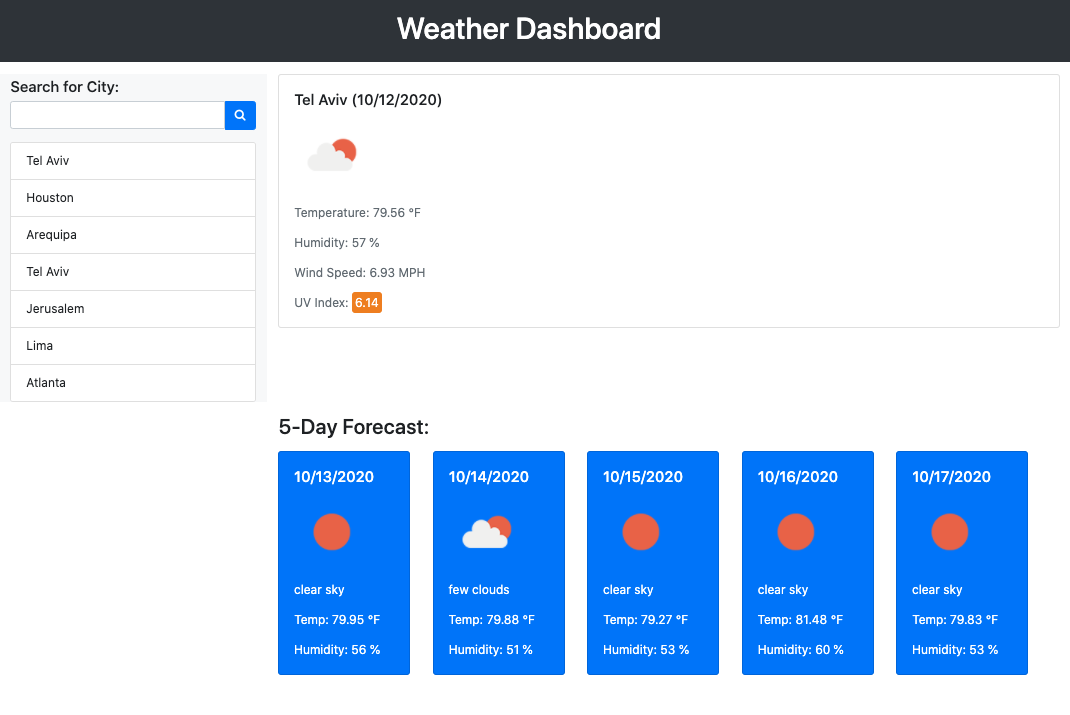 Weather Dashboard
Search for City:
Tel Aviv
Houston
Arequipa
Tel Aviv
Jerusalem
Lima
Atlanta
Tel Aviv (10/12/2020)
Temperature: 79.56 °F
Humidity: 57 %
Wind Speed: 6.93 MPH
UV Index: 6.14
5-Day Forecast:
10/13/2020
clear sky
Temp: 79.95 °F
Humidity: 56 %
10/14/2020
few clouds
Temp: 79.88 °F
Humidity: 51 %
10/15/2020
clear sky
Temp: 79.27 °F
Humidity: 53 %
10/16/2020
clear sky
Temp: 81.48 °F
Humidity: 60 %
10/17/2020
clear sky
Temp: 79.83 °F
Humidity: 53 %